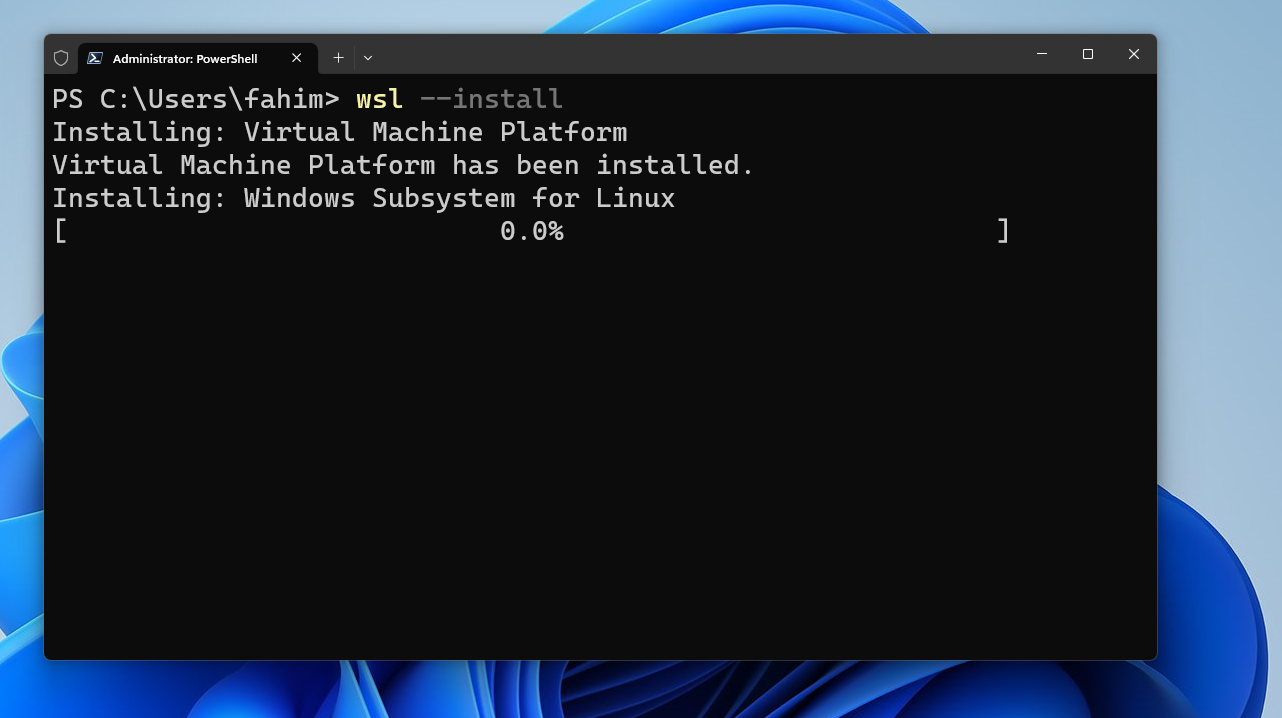 Administrator: PowerShell
PS C:\Users\fahim> wsl --install
Installing: Virtual Machine Platform
Virtual Machine Platform has been installed.
Installing: Windows Subsystem for Linux
[ 0.0% ]